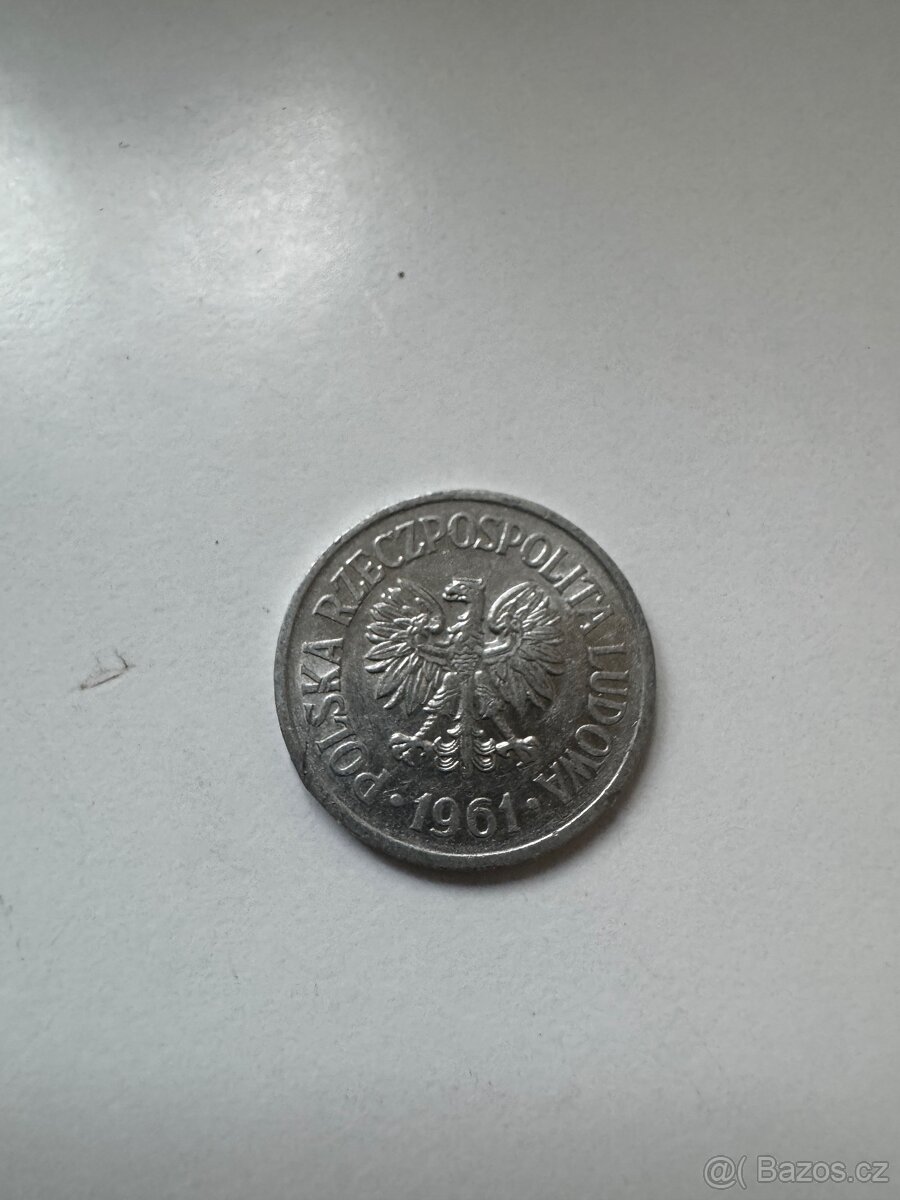 POLSKA RZECZPOSPOLITA LUDOWA
· 1961 ·
@( Bazos.cz